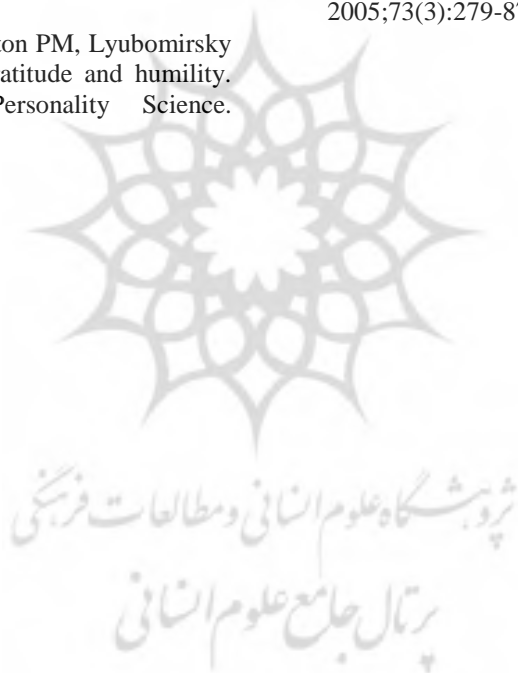 2005;73(3):279-8
ton PM, Lyubomirsky
atitude and humility.
Personality Science.
پژوهشگاه علوم انسانی و مطالعات فرهنگی
پرتال جامع علوم انسانی